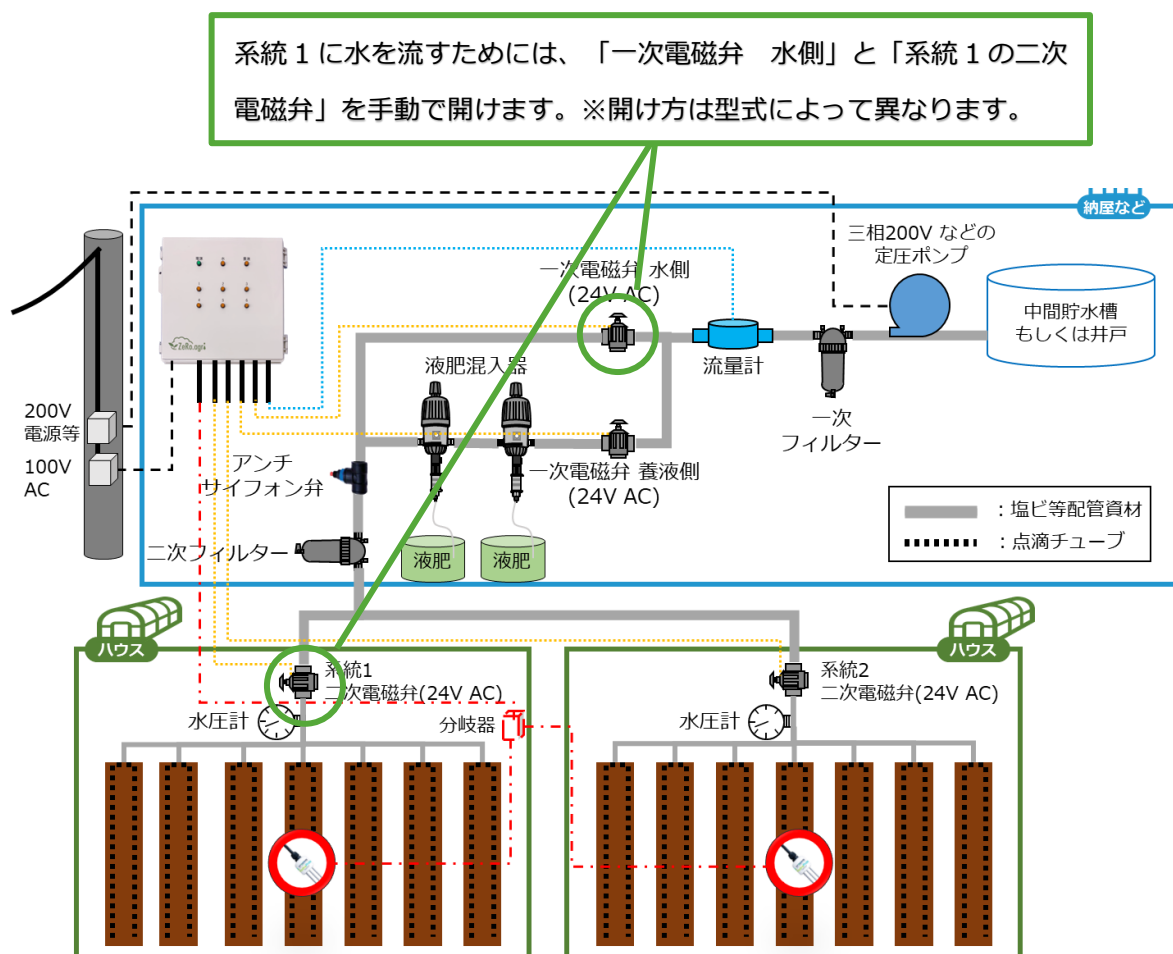 系統1に水を流すためには、「一次電磁弁　水側」と「系統1の二次
電磁弁」を手動で開けます。※開け方は型式によって異なります。
納屋など
三相200V などの
定圧ポンプ
一次電磁弁 水側
(24V AC)
中間貯水槽
もしくは井戸
ZeRo.agri
液肥混入器
流量計
200V
電源等
一次
フィルター
100V
AC
アンチ
サイフォン弁
一次電磁弁 養液側
(24V AC)
：塩ビ等配管資材
：点滴チューブ
二次フィルター
液肥
液肥
ハウス
ハウス
系統1
二次電磁弁(24V AC)
系統2
二次電磁弁(24V AC)
水圧計
分岐器
水圧計